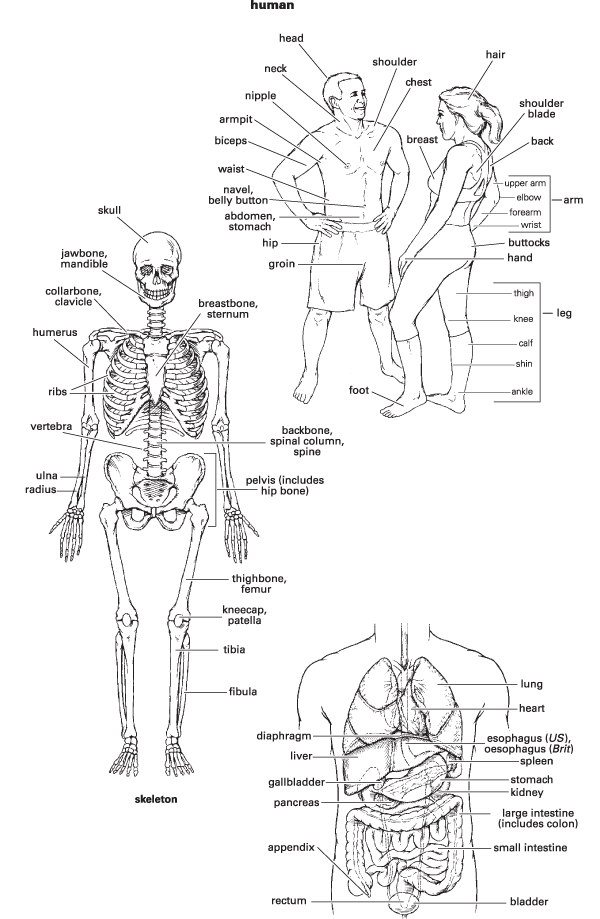 human
head
neck
nipple
armpit
biceps
waist
navel,
belly button
abdomen,
stomach
hip
groin
shoulder
chest
hair
breast
shoulder
blade
back
upper arm
elbow
forearm
wrist
arm
buttocks
hand
thigh
knee
calf
shin
ankle
leg
foot
skull
jawbone,
mandible
collarbone,
clavicle
breastbone,
sternum
humerus
ribs
vertebra
backbone,
spinal column,
spine
ulna
radius
pelvis (includes
hip bone)
thighbone,
femur
kneecap,
patella
tibia
fibula
skeleton
lung
heart
diaphragm
esophagus (US),
oesophagus (Brit)
liver
spleen
gallbladder
stomach
kidney
pancreas
large intestine
(includes colon)
appendix
small intestine
rectum
bladder